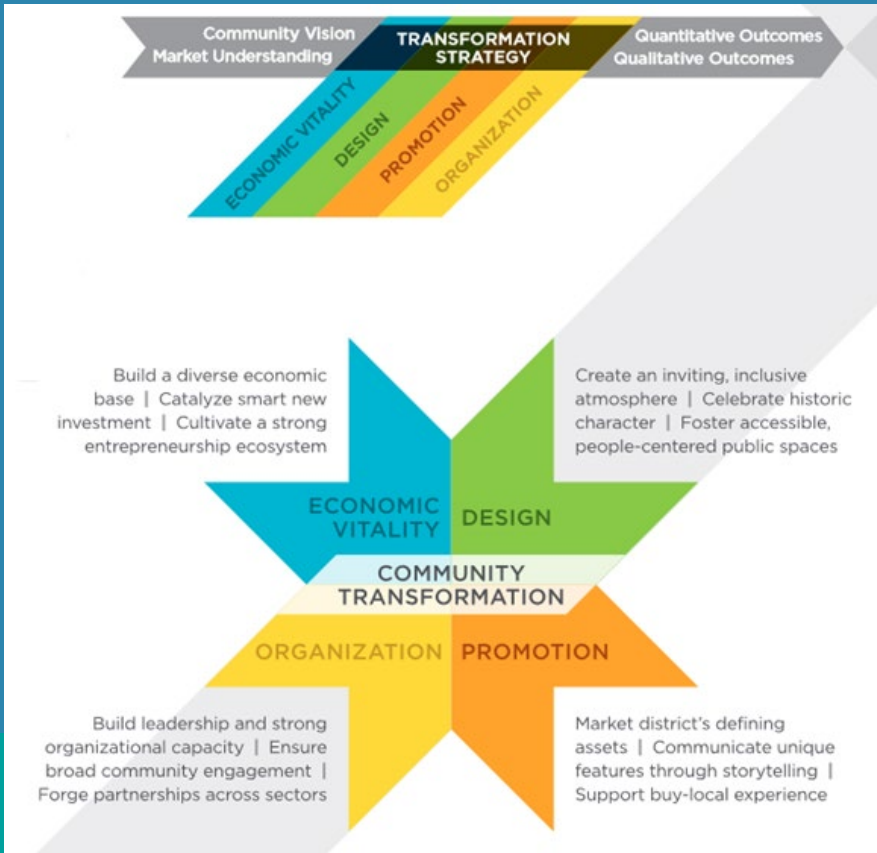 Community Vision
Market Understanding
TRANSFORMATION
STRATEGY
Quantitative Outcomes
Qualitative Outcomes
ECONOMIC VITALITY
DESIGN
PROMOTION
ORGANIZATION
Build a diverse economic
base | Catalyze smart new
investment | Cultivate a strong
entrepreneurship ecosystem
Create an inviting, inclusive
atmosphere | Celebrate historic
character | Foster accessible,
people-centered public spaces
ECONOMIC
VITALITY
DESIGN
COMMUNITY
TRANSFORMATION
ORGANIZATION
PROMOTION
Build leadership and strong
organizational capacity | Ensure
broad community engagement |
Forge partnerships across sectors
Market district's defining
assets | Communicate unique
features through storytelling |
Support buy-local experience